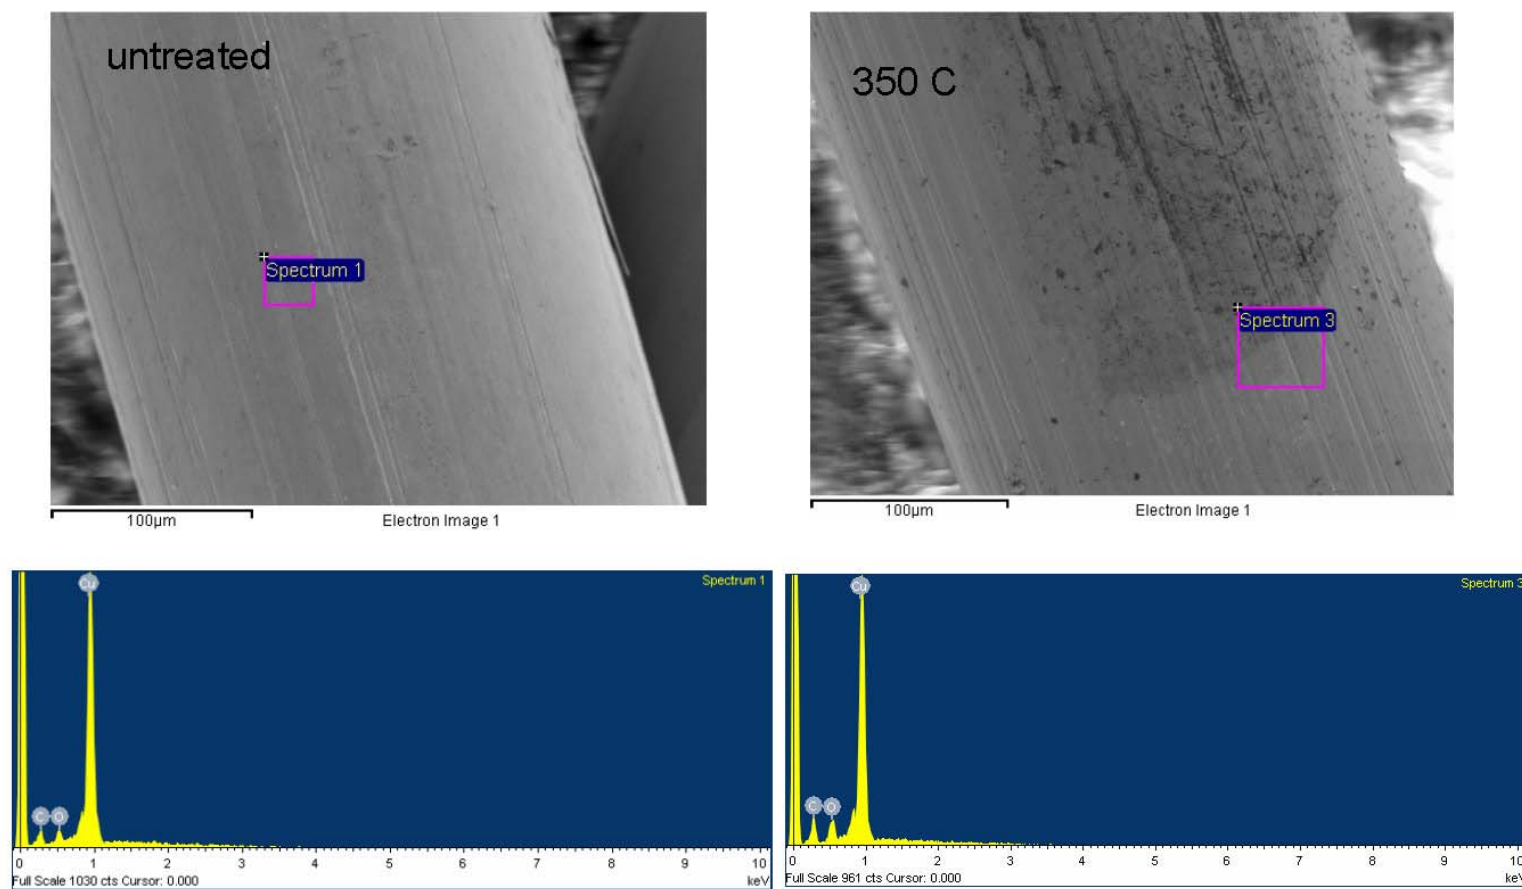 untreated
Spectrum 1
100µm
Electron Image 1
350 C
Spectrum 3
100µm
Electron Image 1
Spectrum 1
Cu
C O
0 1 2 3 4 5 6 7 8 9 10
Full Scale 1030 cts Cursor: 0.000 keV
Spectrum 3
Cu
C O
0 1 2 3 4 5 6 7 8 9 10
Full Scale 961 cts Cursor: 0.000 keV